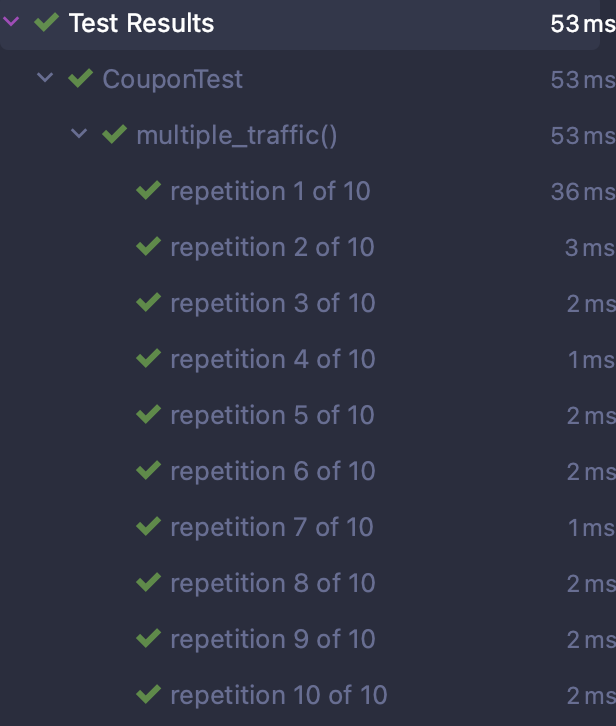 Test Results 53 ms
CouponTest 53 ms
multiple_traffic() 53 ms
repetition 1 of 10 36 ms
repetition 2 of 10 3 ms
repetition 3 of 10 2 ms
repetition 4 of 10 1 ms
repetition 5 of 10 2 ms
repetition 6 of 10 2 ms
repetition 7 of 10 1 ms
repetition 8 of 10 2 ms
repetition 9 of 10 2 ms
repetition 10 of 10 2 ms